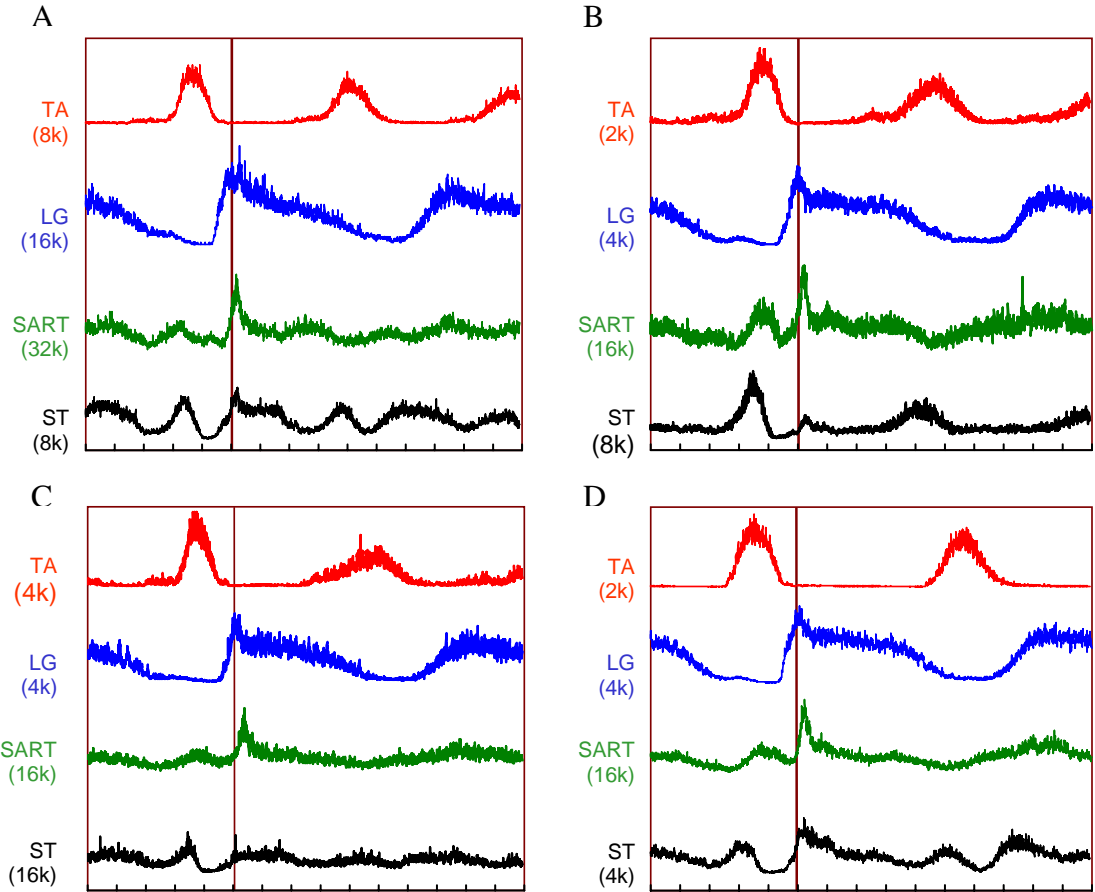 A
TA
(8k)
LG
(16k)
SART
(32k)
ST
(8k)
B
TA
(2k)
LG
(4k)
SART
(16k)
ST
(8k)
C
TA
(4k)
LG
(4k)
SART
(16k)
ST
(16k)
D
TA
(2k)
LG
(4k)
SART
(16k)
ST
(4k)